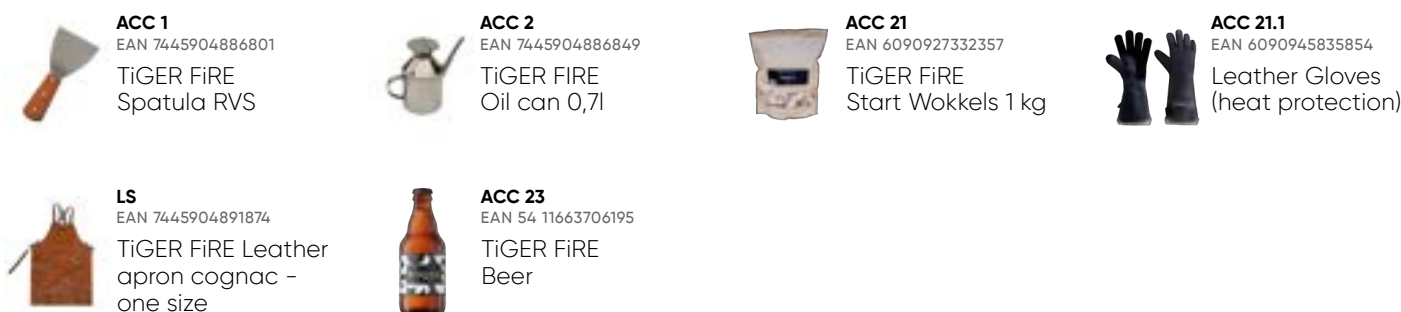 ACC 1
EAN 7445904886801
TiGER FiRE
Spatula RVS
ACC 2
EAN 7445904886849
TiGER FIRE
Oil can 0,7l
ACC 21
EAN 6090927332357
TiGER FiRE
Start Wokkels 1 kg
ACC 21.1
EAN 6090945835854
Leather Gloves
(heat protection)
LS
EAN 7445904891874
TiGER FiRE Leather
apron cognac -
one size
ACC 23
EAN 54 11663706195
TiGER FiRE
Beer